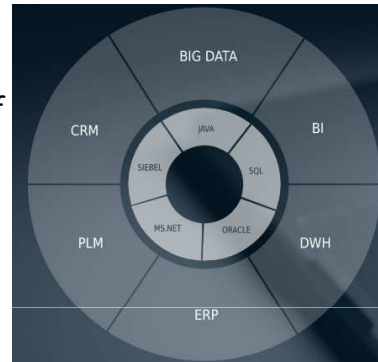 BIG DATA
CRM
BI
JAVA
SIEBEL
SQL
MS.NET
ORACLE
PLM
DWH
ERP